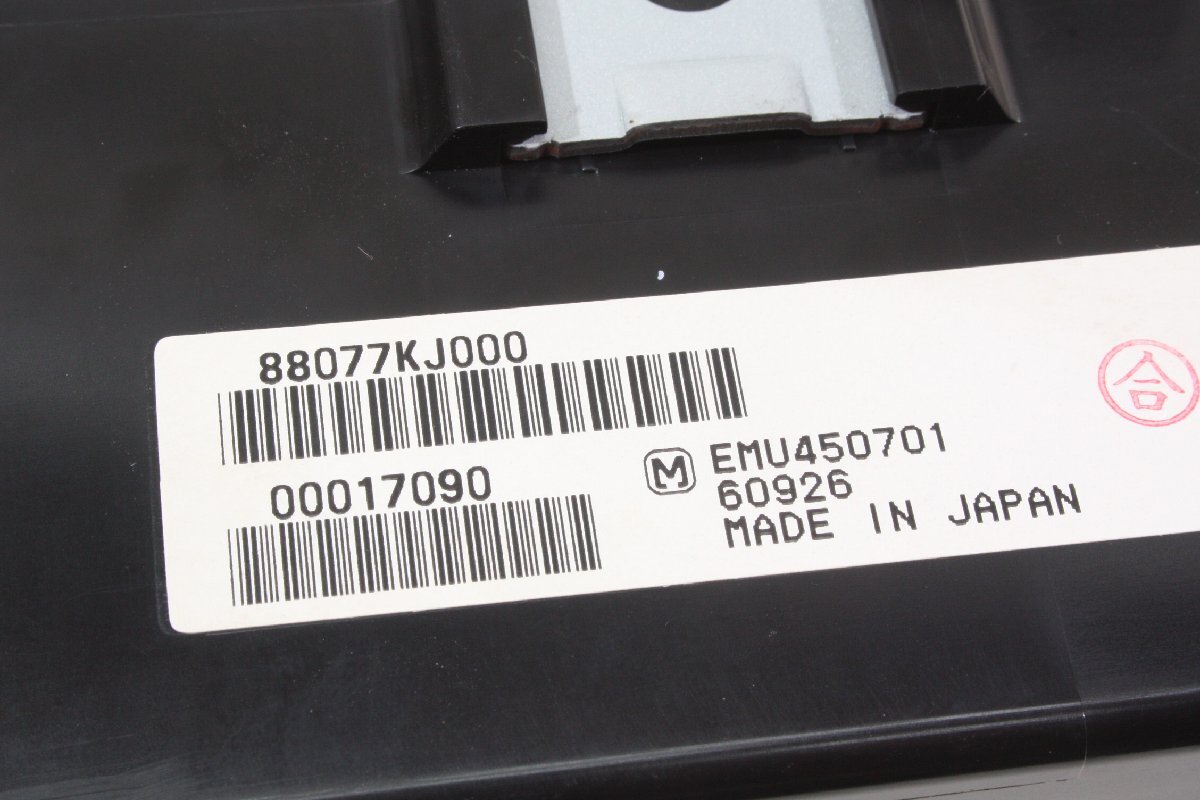 88077KJ000
00017090
M EMU450701
60926
MADE IN JAPAN
合